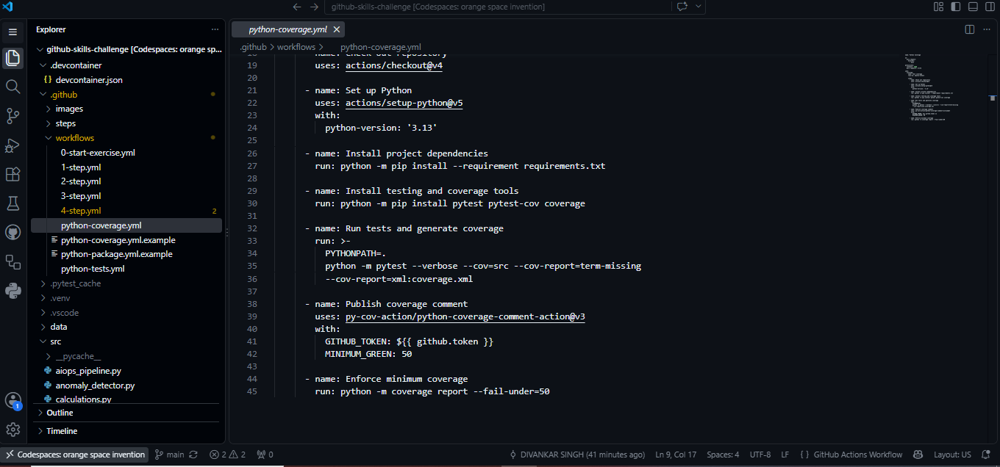 github-skills-challenge [Codespaces: orange space invention]
Explorer
github-skills-challenge [Codespaces: orange sp...
.devcontainer
{} devcontainer.json
.github
images
steps
workflows
0-start-exercise.yml
1-step.yml
2-step.yml
3-step.yml
4-step.yml 2
python-coverage.yml
python-coverage.yml.example
python-package.yml.example
python-tests.yml
.pytest_cache
.venv
.vscode
data
src
__pycache__
aiops_pipeline.py
anomaly_detector.py
calculations.py
Outline
Timeline
1
python-coverage.yml
.github > workflows > python-coverage.yml
18 - name: Check out repository
19 uses: actions/checkout@v4
20
21 - name: Set up Python
22 uses: actions/setup-python@v5
23 with:
24 python-version: '3.13'
25
26 - name: Install project dependencies
27 run: python -m pip install --requirement requirements.txt
28
29 - name: Install testing and coverage tools
30 run: python -m pip install pytest pytest-cov coverage
31
32 - name: Run tests and generate coverage
33 run: >-
34 PYTHONPATH=.
35 python -m pytest --verbose --cov=src --cov-report=term-missing
36 --cov-report=xml:coverage.xml
37
38 - name: Publish coverage comment
39 uses: py-cov-action/python-coverage-comment-action@v3
40 with:
41 GITHUB_TOKEN: ${{ github.token }}
42 MINIMUM_GREEN: 50
43
44 - name: Enforce minimum coverage
45 run: python -m coverage report --fail-under=50
Codespaces: orange space invention main 2 2 0 DIVANKAR SINGH (41 minutes ago) Ln 9, Col 17 Spaces: 4 UTF-8 LF { } GitHub Actions Workflow Layout: US